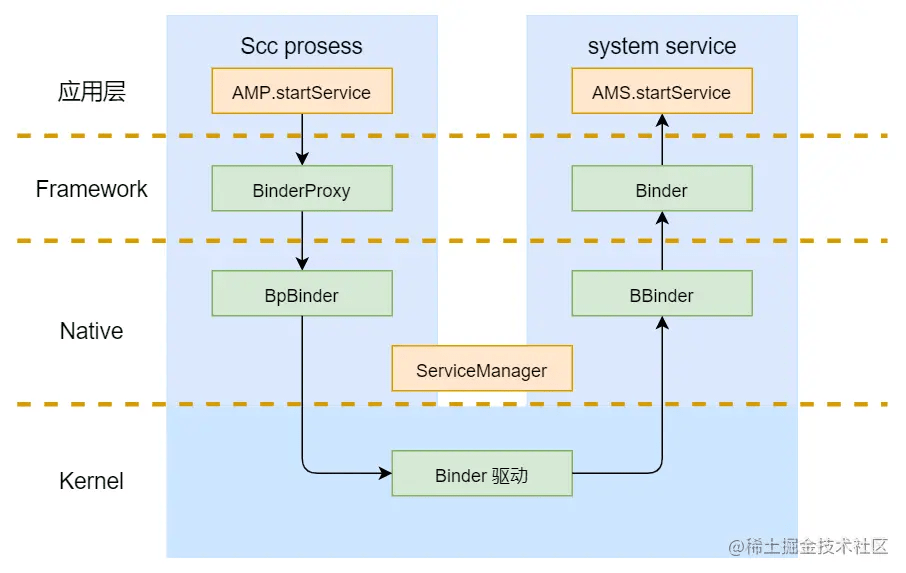 Scc prosess
system service
应用层
AMP.startService
AMS.startService
Framework
BinderProxy
Binder
BpBinder
BBinder
Native
ServiceManager
Kernel
Binder 驱动
@稀土掘金技术社区